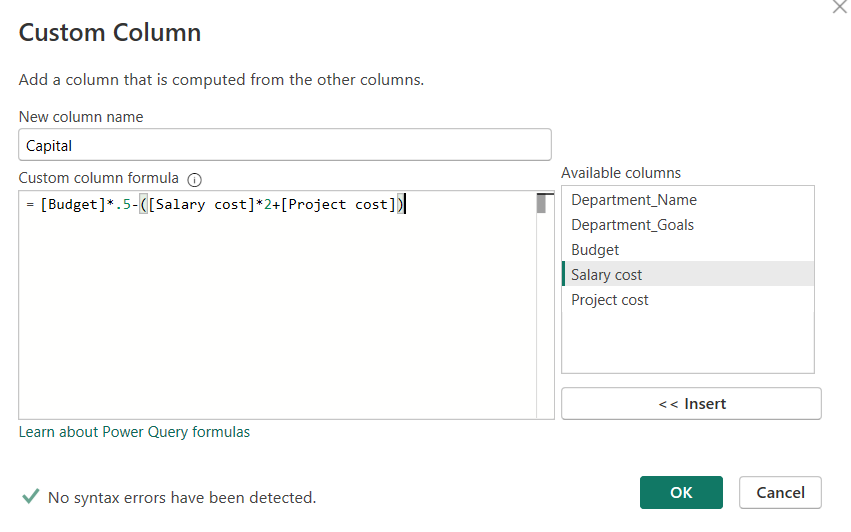 Custom Column
Add a column that is computed from the other columns.
New column name
Capital
Custom column formula
= [Budget]*.5-([Salary cost]*2+[Project cost])
Available columns
Department_Name
Department_Goals
Budget
Salary cost
Project cost
<< Insert
Learn about Power Query formulas
No syntax errors have been detected.
OK
Cancel